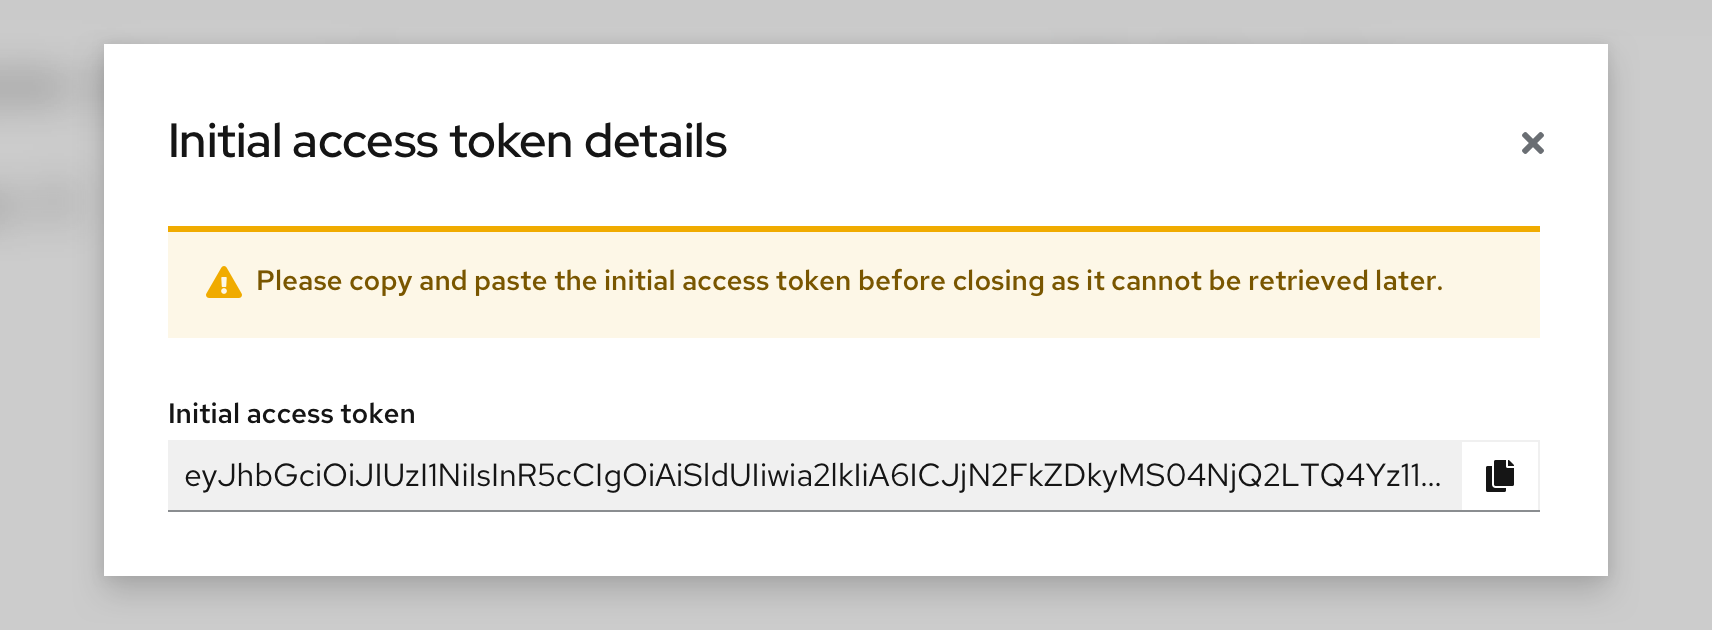 Initial access token details
Please copy and paste the initial access token before closing as it cannot be retrieved later.
Initial access token
eyJhbGciOiJIUzI1NiIsInR5cCIgOiAiSldUIiwia2lkIiA6ICJjN2FkZDkyMS04NjQ2LTQ4Yz11...